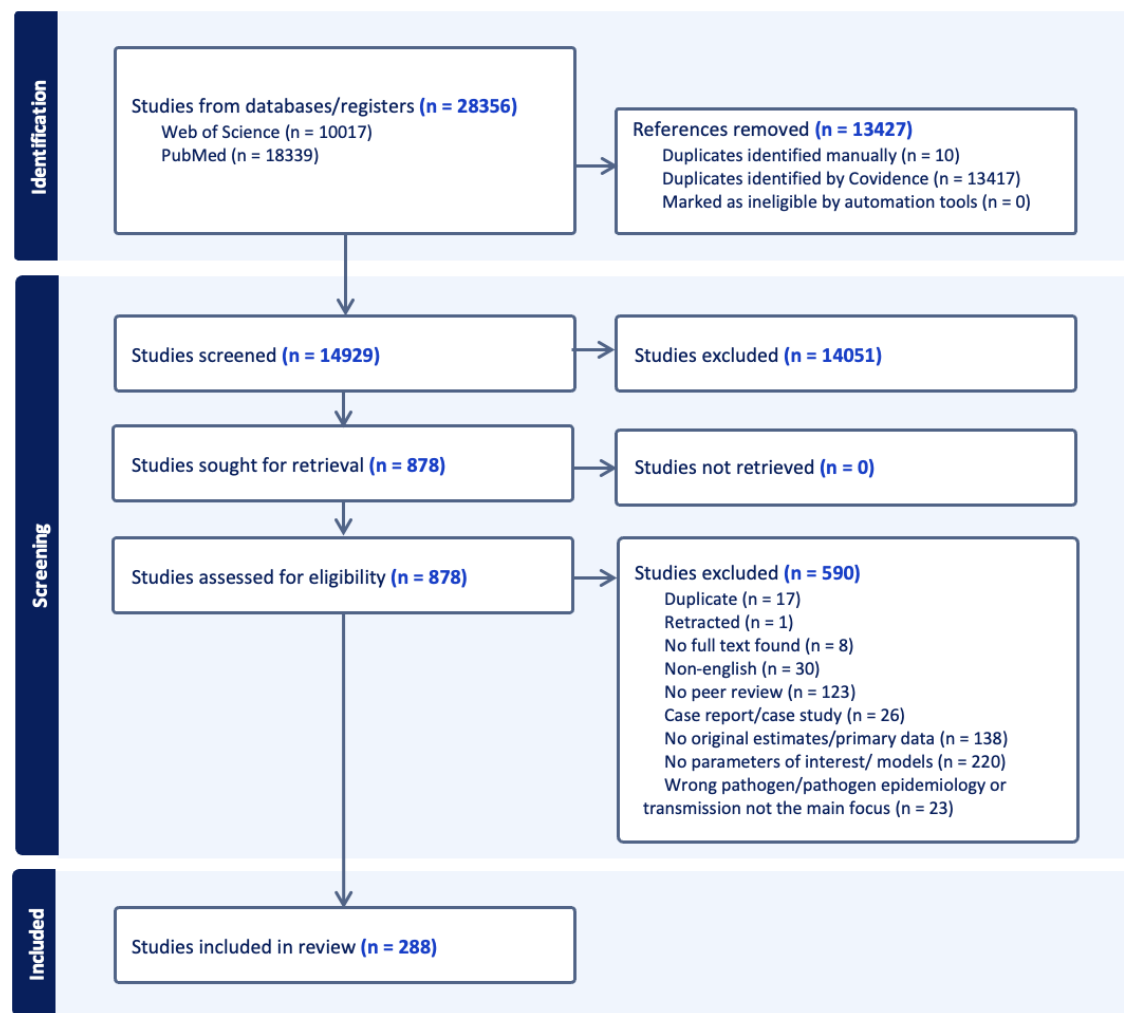 Identification
Studies from databases/registers (n = 28356)
Web of Science (n = 10017)
PubMed (n = 18339)
References removed (n = 13427)
Duplicates identified manually (n = 10)
Duplicates identified by Covidence (n = 13417)
Marked as ineligible by automation tools (n = 0)
Screening
Studies screened (n = 14929)
Studies excluded (n = 14051)
Studies sought for retrieval (n = 878)
Studies not retrieved (n = 0)
Studies assessed for eligibility (n = 878)
Studies excluded (n = 590)
Duplicate (n = 17)
Retracted (n = 1)
No full text found (n = 8)
Non-english (n = 30)
No peer review (n = 123)
Case report/case study (n = 26)
No original estimates/primary data (n = 138)
No parameters of interest/ models (n = 220)
Wrong pathogen/pathogen epidemiology or
transmission not the main focus (n = 23)
Included
Studies included in review (n = 288)